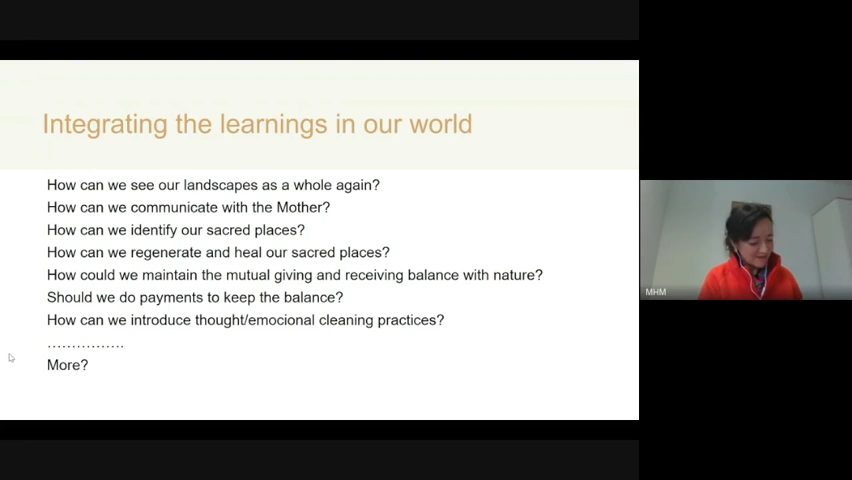 Integrating the learnings in our world
How can we see our landscapes as a whole again?
How can we communicate with the Mother?
How can we identify our sacred places?
How can we regenerate and heal our sacred places?
How could we maintain the mutual giving and receiving balance with nature?
Should we do payments to keep the balance?
How can we introduce thought/emocional cleaning practices?
................
More?
MHM